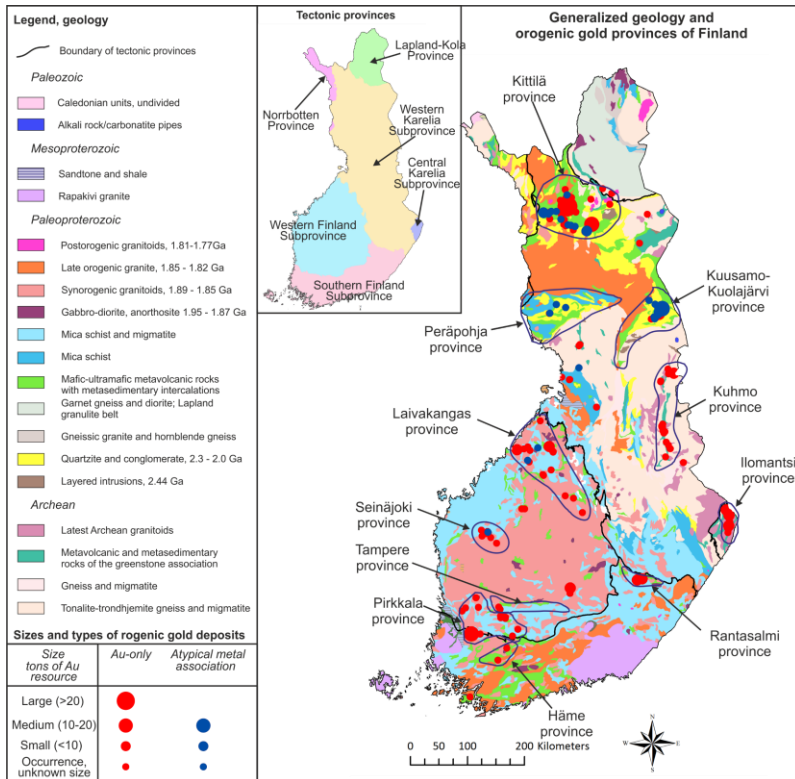 Legend, geology
Boundary of tectonic provinces
Paleozoic
Caledonian units, undivided
Alkali rock/carbonatite pipes
Mesoproterozoic
Sandtone and shale
Rapakivi granite
Paleoproterozoic
Postorogenic granitoids, 1.81-1.77Ga
Late orogenic granite, 1.85 - 1.82 Ga
Synorogenic granitoids, 1.89 - 1.85 Ga
Gabbro-diorite, anorthosite 1.95 - 1.87 Ga
Mica schist and migmatite
Mica schist
Mafic-ultramafic metavolcanic rocks
with metasedimentary intercalations
Garnet gneiss and diorite; Lapland
granulite belt
Gneissic granite and hornblende gneiss
Quartzite and conglomerate, 2.3 - 2.0 Ga
Layered intrusions, 2.44 Ga
Archean
Latest Archean granitoids
Metavolcanic and metasedimentary
rocks of the greenstone association
Gneiss and migmatite
Tonalite-trondhjemite gneiss and migmatite
Sizes and types of rogenic gold deposits
Size
tons of Au
resource
Au-only
Atypical metal
association
Large (>20)
Medium (10-20)
Small (<10)
Occurrence,
unknown size
Tectonic provinces
Lapland-Kola
Province
Norrbotten
Province
Western
Karelia
Subprovince
Central
Karelia
Subprovince
Western Finland
Subprovince
Southern Finland
Subprovince
Generalized geology and
orogenic gold provinces of Finland
Kittilä
province
Kuusamo-
Kuolajärvi
province
Peräpohja
province
Kuhmo
province
Laivakangas
province
Ilomantsi
province
Seinäjoki
province
Tampere
province
Pirkkala
province
Rantasalmi
province
Häme
province
0 50 100 200 Kilometers
N
W E
S